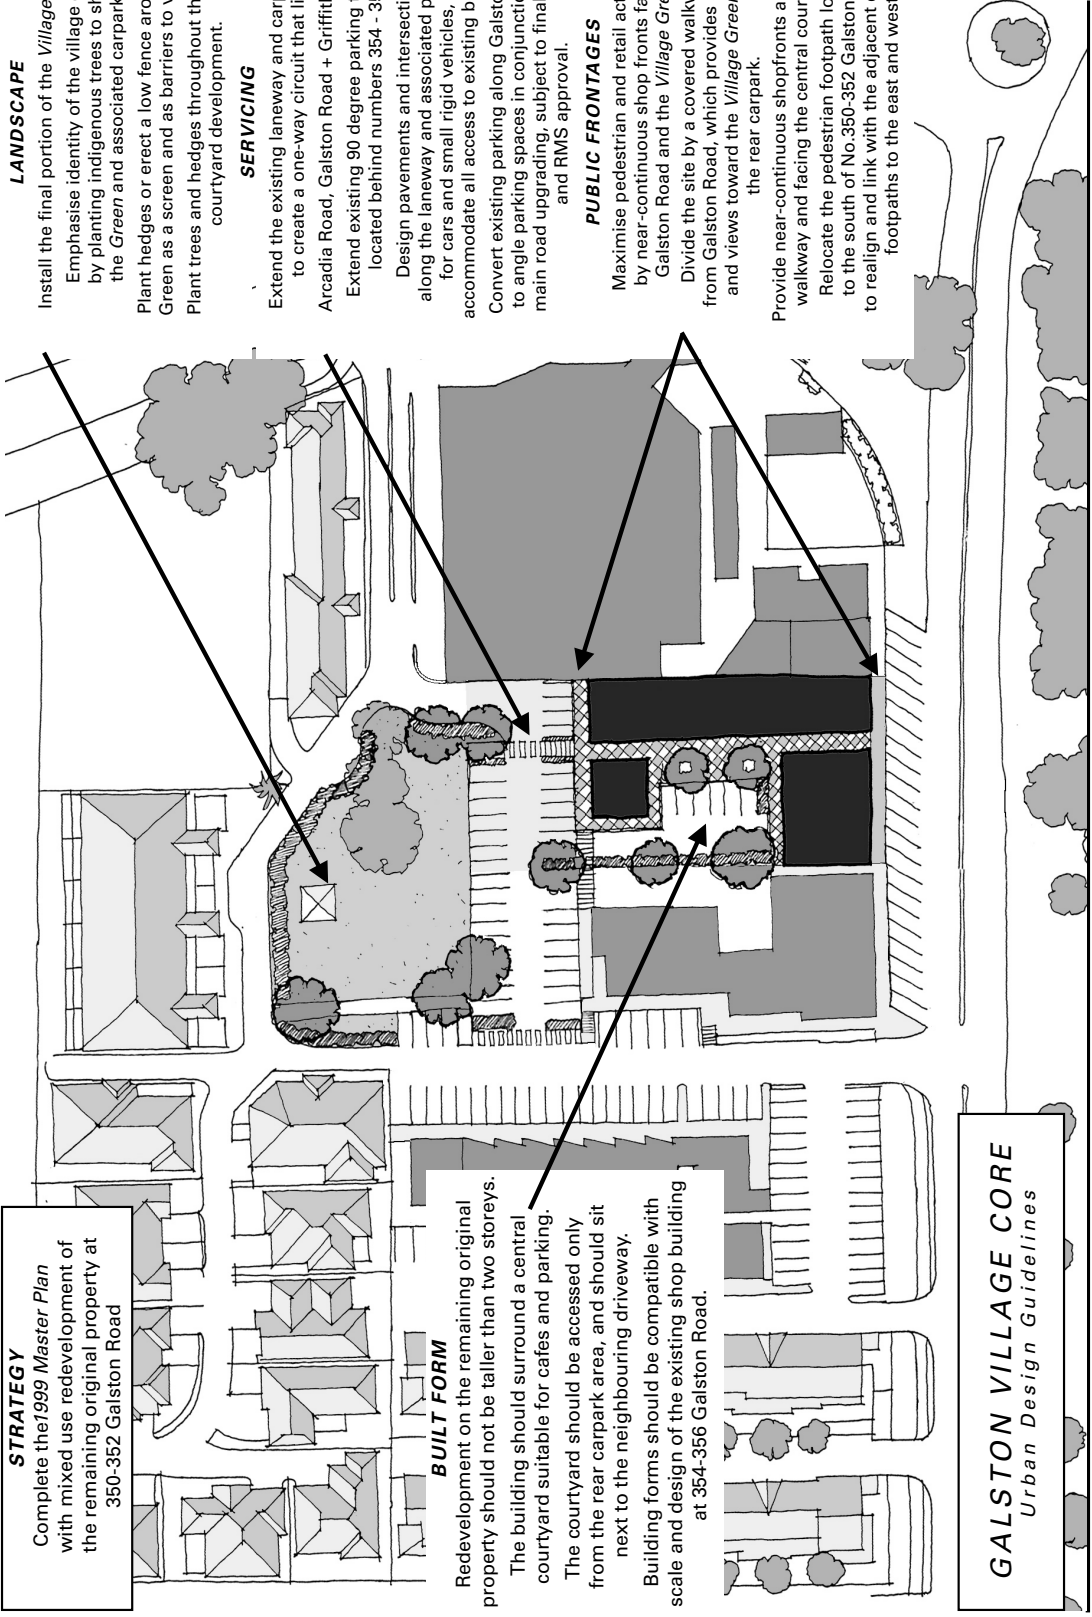 STRATEGY
Complete the1999 Master Plan
with mixed use redevelopment of
the remaining original property at
350-352 Galston Road
BUILT FORM
Redevelopment on the remaining original
property should not be taller than two storeys.
The building should surround a central
courtyard suitable for cafes and parking.
The courtyard should be accessed only
from the rear carpark area, and should sit
next to the neighbouring driveway.
Building forms should be compatible with
scale and design of the existing shop building
at 354-356 Galston Road.
LANDSCAPE
Install the final portion of the Village
Emphasise identity of the village
by planting indigenous trees to
the Green and associated carpark
Plant hedges or erect a low fence
Green as a screen and as barriers to
Plant trees and hedges throughout
courtyard development.
SERVICING
Extend the existing laneway and
to create a one-way circuit that
Arcadia Road, Galston Road +
Extend existing 90 degree parking
located behind numbers 354 -
Design pavements and
along the laneway and associated
for cars and small rigid vehicles,
accommodate all access to existing
Convert existing parking along
to angle parking spaces in
main road upgrading, subject to
and RMS approval.
PUBLIC FRONTAGES
Maximise pedestrian and retail
by near-continuous shop fronts
Galston Road and the Village
Divide the site by a covered
from Galston Road, which provides
and views toward the Village Green
the rear carpark.
Provide near-continuous shopfronts
walkway and facing the central
Relocate the pedestrian footpath
to the south of No.350-352 Galston
to realign and link with the adjacent
footpaths to the east and west
GALSTON VILLAGE CORE
Urban Design Guidelines